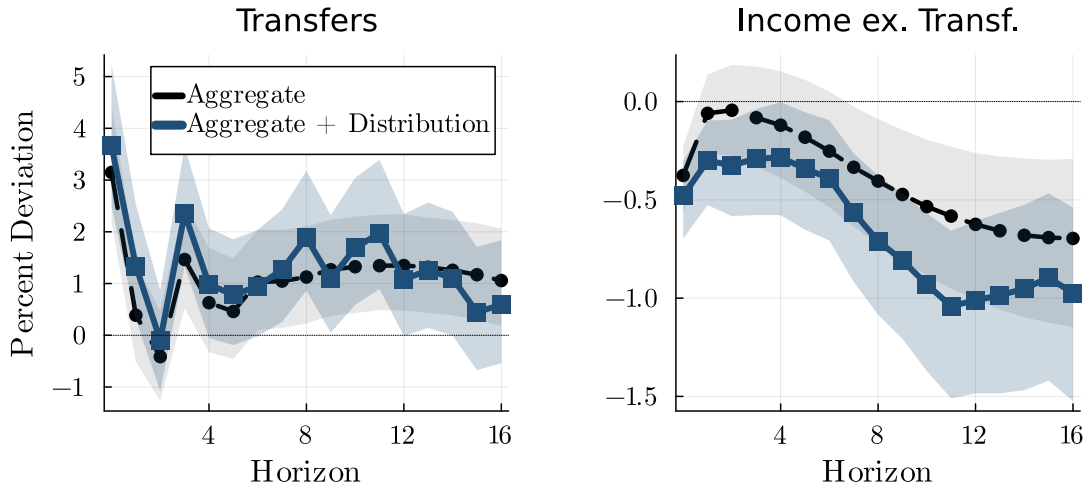 Transfers
Income ex. Transf.
Aggregate
Aggregate + Distribution
Percent Deviation
5
4
3
2
1
0
−1
4
8
12
16
Horizon
0.0
−0.5
−1.0
−1.5
4
8
12
16
Horizon